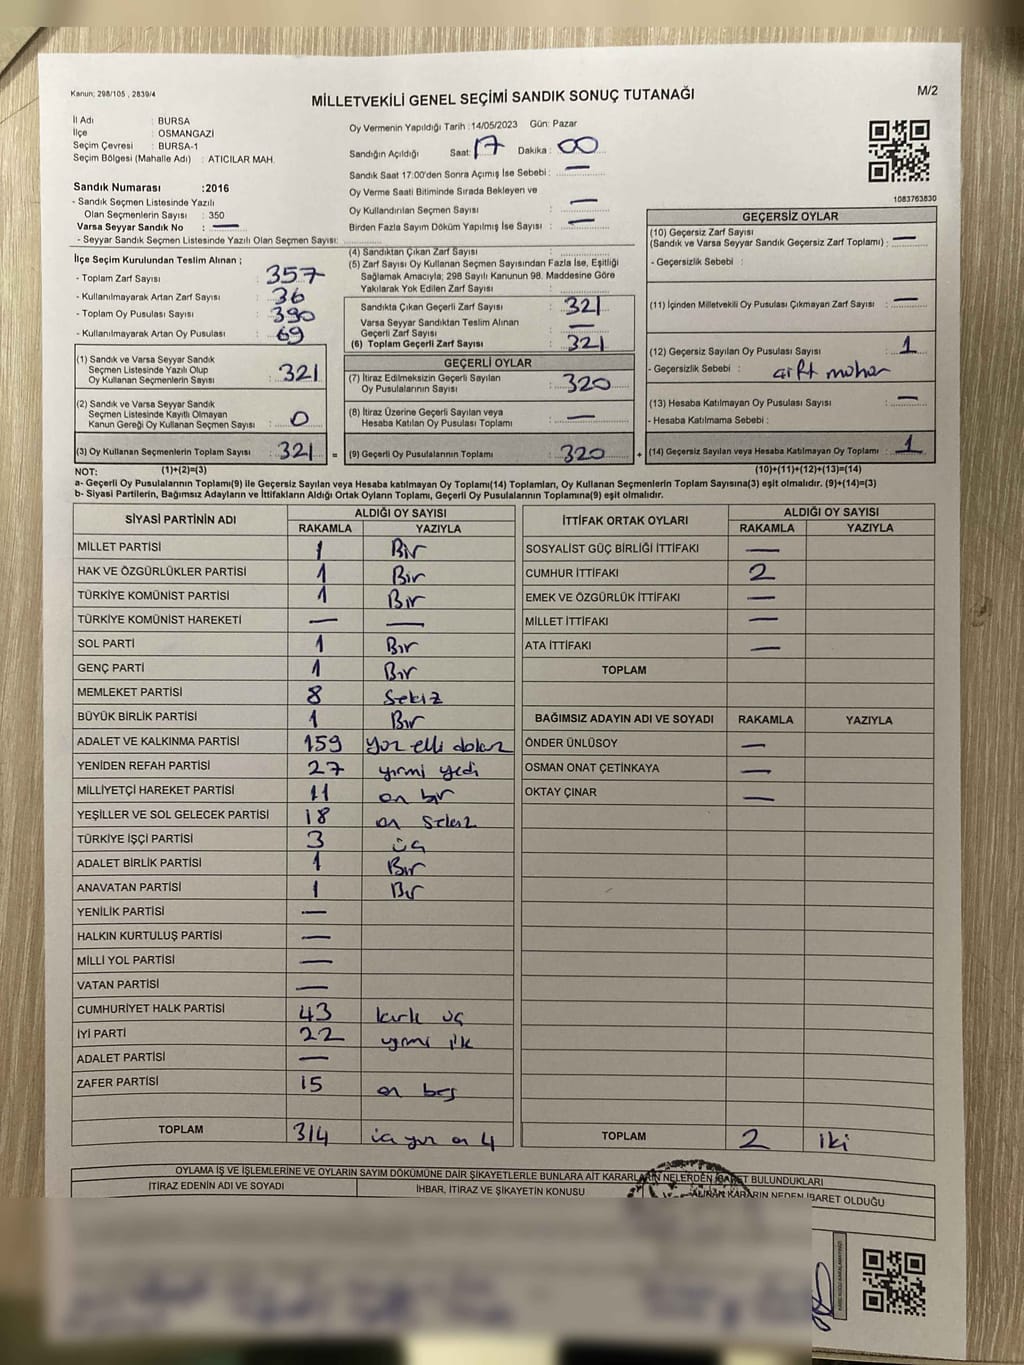 Kanun; 298/105 , 2839/4
MİLLETVEKİLİ GENEL SEÇİMİ SANDIK SONUÇ TUTANAĞI
M/2
İl Adı : BURSA
İlçe : OSMANGAZİ
Seçim Çevresi : BURSA-1
Seçim Bölgesi (Mahalle Adı) : ATICILAR MAH.
Sandık Numarası :2016
- Sandık Seçmen Listesinde Yazılı
Olan Seçmenlerin Sayısı : 350
Varsa Seyyar Sandık No : —
- Seyyar Sandık Seçmen Listesinde Yazılı Olan Seçmen Sayısı:
Oy Vermenin Yapıldığı Tarih :14/05/2023 Gün: Pazar
Sandığın Açıldığı Saat: 17 Dakika : 00
Sandık Saat 17:00'den Sonra Açımış İse Sebebi : —
Oy Verme Saati Bitiminde Sırada Bekleyen ve
Oy Kullandırılan Seçmen Sayısı : —
Birden Fazla Sayım Döküm Yapılmış İse Sayısı : —
1083763830
İlçe Seçim Kurulundan Teslim Alınan ;
- Toplam Zarf Sayısı : 357
- Kullanılmayarak Artan Zarf Sayısı : 36
- Toplam Oy Pusulası Sayısı : 390
- Kullanılmayarak Artan Oy Pusulası : 69
(1) Sandık ve Varsa Seyyar Sandık
Seçmen Listesinde Yazılı Olup
Oy Kullanan Seçmenlerin Sayısı : 321
(2) Sandık ve Varsa Seyyar Sandık
Seçmen Listesinde Kayıtlı Olmayan
Kanun Gereği Oy Kullanan Seçmen Sayısı : 0
(3) Oy Kullanan Seçmenlerin Toplam Sayısı : 321 =
(4) Sandıktan Çıkan Zarf Sayısı :
(5) Zarf Sayısı Oy Kullanan Seçmen Sayısından Fazla İse, Eşitliği
Sağlamak Amacıyla; 298 Sayılı Kanunun 98. Maddesine Göre
Yakılarak Yok Edilen Zarf Sayısı :
Sandıkta Çıkan Geçerli Zarf Sayısı : 321
Varsa Seyyar Sandıktan Teslim Alınan
Geçerli Zarf Sayısı : —
(6) Toplam Geçerli Zarf Sayısı : 321
GEÇERLİ OYLAR
(7) İtiraz Edilmeksizin Geçerli Sayılan
Oy Pusulasının Sayısı : 320
(8) İtiraz Üzerine Geçerli Sayılan veya
Hesaba Katılan Oy Pusulası Toplamı : —
(9) Geçerli Oy Pusulalarının Toplamı : 320 +
GEÇERSİZ OYLAR
(10) Geçersiz Zarf Sayısı
(Sandık ve Varsa Seyyar Sandık Geçersiz Zarf Toplamı) : —
- Geçersizlik Sebebi :
(11) İçinden Milletvekili Oy Pusulası Çıkmayan Zarf Sayısı : —
(12) Geçersiz Sayılan Oy Pusulası Sayısı : 1
- Geçersizlik Sebebi : çift mühür
(13) Hesaba Katılmayan Oy Pusulası Sayısı : —
- Hesaba Katılmama Sebebi :
(14) Geçersiz Sayılan veya Hesaba Katılmayan Oy Toplamı : 1
NOT: (1)+(2)=(3) (10)+(11)+(12)+(13)=(14)
a- Geçerli Oy Pusulalarının Toplamı(9) ile Geçersiz Sayılan veya hesaba katılmayan Oy Toplamı(14) Toplamları, Oy Kullanan Seçmenlerin Toplam Sayısına(3) eşit olmalıdır. (9)+(14)=(3)
b- Siyasi Partilerin, Bağımsız Adayların ve İttifakların Aldığı Ortak Oyların Toplamı, Geçerli Oy Pusulalarının Toplamına(9) eşit olmalıdır.
SİYASİ PARTİNİN ADI ALDIĞI OY SAYISI
RAKAMLA YAZIYLA
MİLLET PARTİSİ 1 Bir
HAK VE ÖZGÜRLÜKLER PARTİSİ 1 Bir
TÜRKİYE KOMÜNİST PARTİSİ 1 Bir
TÜRKİYE KOMÜNİST HAREKETİ — —
SOL PARTİ 1 Bir
GENÇ PARTİ 1 Bir
MEMLEKET PARTİSİ 8 Sekiz
BÜYÜK BİRLİK PARTİSİ 1 Bir
ADALET VE KALKINMA PARTİSİ 159 yüz elli dokuz
YENİDEN REFAH PARTİSİ 27 yirmi yedi
MİLLİYETÇİ HAREKET PARTİSİ 11 on bir
YEŞİLLER VE SOL GELECEK PARTİSİ 18 on sekiz
TÜRKİYE İŞÇİ PARTİSİ 3 üç
ADALET BİRLİK PARTİSİ 1 Bir
ANAVATAN PARTİSİ 1 Bir
YENİLİK PARTİSİ —
HALKIN KURTULUŞ PARTİSİ —
MİLLİ YOL PARTİSİ —
VATAN PARTİSİ —
CUMHURİYET HALK PARTİSİ 43 kırk üç
İYİ PARTİ 22 yirmi iki
ADALET PARTİSİ —
ZAFER PARTİSİ 15 on beş
TOPLAM 314 üç yüz on 4
İTTİFAK ORTAK OYLARI ALDIĞI OY SAYISI
RAKAMLA YAZIYLA
SOSYALİST GÜÇ BİRLİĞİ İTTİFAKI —
CUMHUR İTTİFAKI 2
EMEK VE ÖZGÜRLÜK İTTİFAKI —
MİLLET İTTİFAKI —
ATA İTTİFAKI —
TOPLAM
BAĞIMSIZ ADAYIN ADI VE SOYADI RAKAMLA YAZIYLA
ÖNDER ÜNLÜSOY —
OSMAN ONAT ÇETİNKAYA —
OKTAY ÇINAR —
TOPLAM 2 iki
OYLAMA İŞ VE İŞLEMLERİNE VE OYLARIN SAYIM DÖKÜMÜNE DAİR ŞİKAYETLERLE BUNLARA AİT KARARLARIN NELERDEN İBARET BULUNDUKLARI
İTİRAZ EDENİN ADI VE SOYADI İHBAR, İTİRAZ VE ŞİKAYETİN KONUSU ALINAN KARARIN NEDEN İBARET OLDUĞU